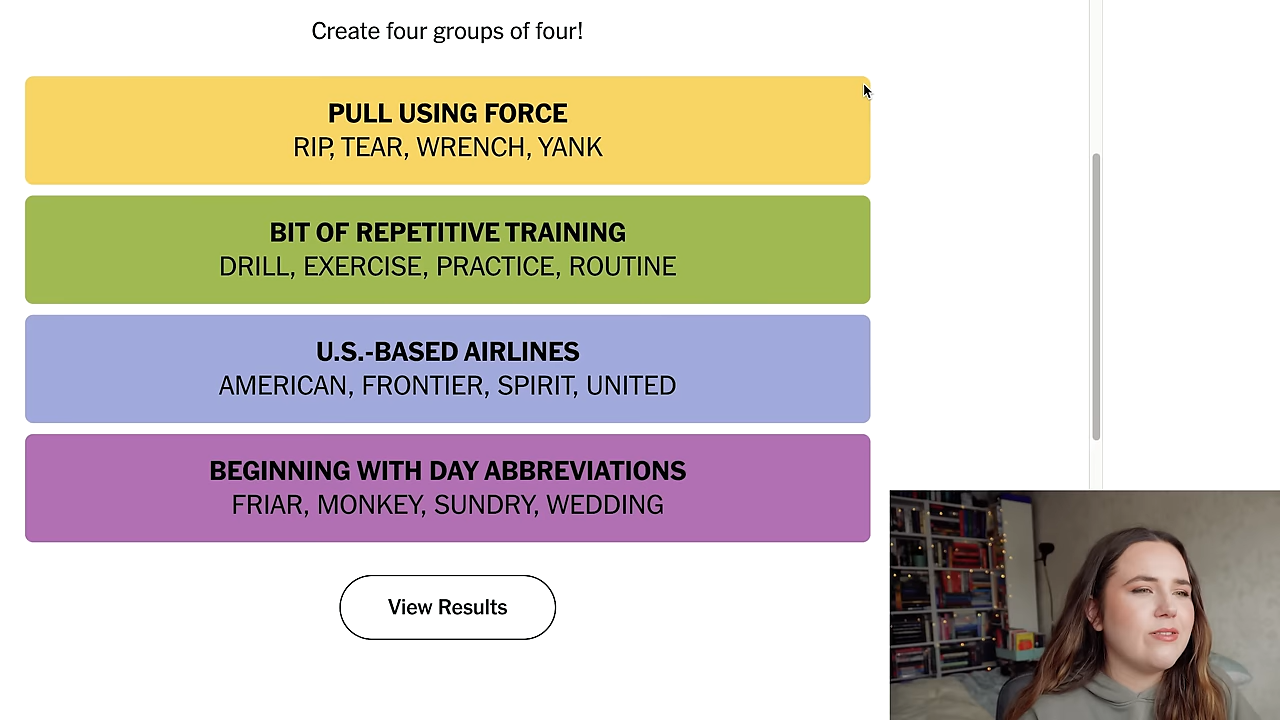 Create four groups of four!
PULL USING FORCE
RIP, TEAR, WRENCH, YANK
BIT OF REPETITIVE TRAINING
DRILL, EXERCISE, PRACTICE, ROUTINE
U.S.-BASED AIRLINES
AMERICAN, FRONTIER, SPIRIT, UNITED
BEGINNING WITH DAY ABBREVIATIONS
FRIAR, MONKEY, SUNDRY, WEDDING
View Results